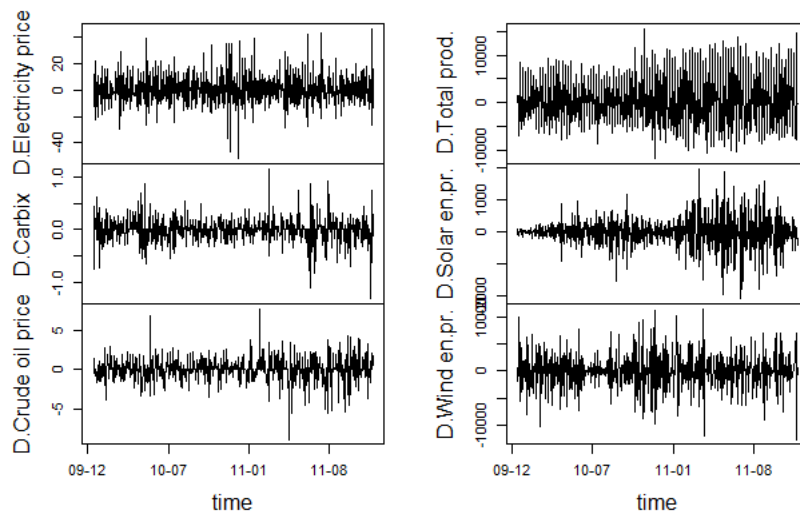 D.Electricity price
20
0
-40
D.Carbix
1.0
0.0
-1.0
D.Crude oil price
5
0
-5
09-12 10-07 11-01 11-08
time
D.Total prod.
10000
0
-10000
D.Solar en.pr.
1000
0
D.Wind en.pr.
10000
0
-10000
09-12 10-07 11-01 11-08
time